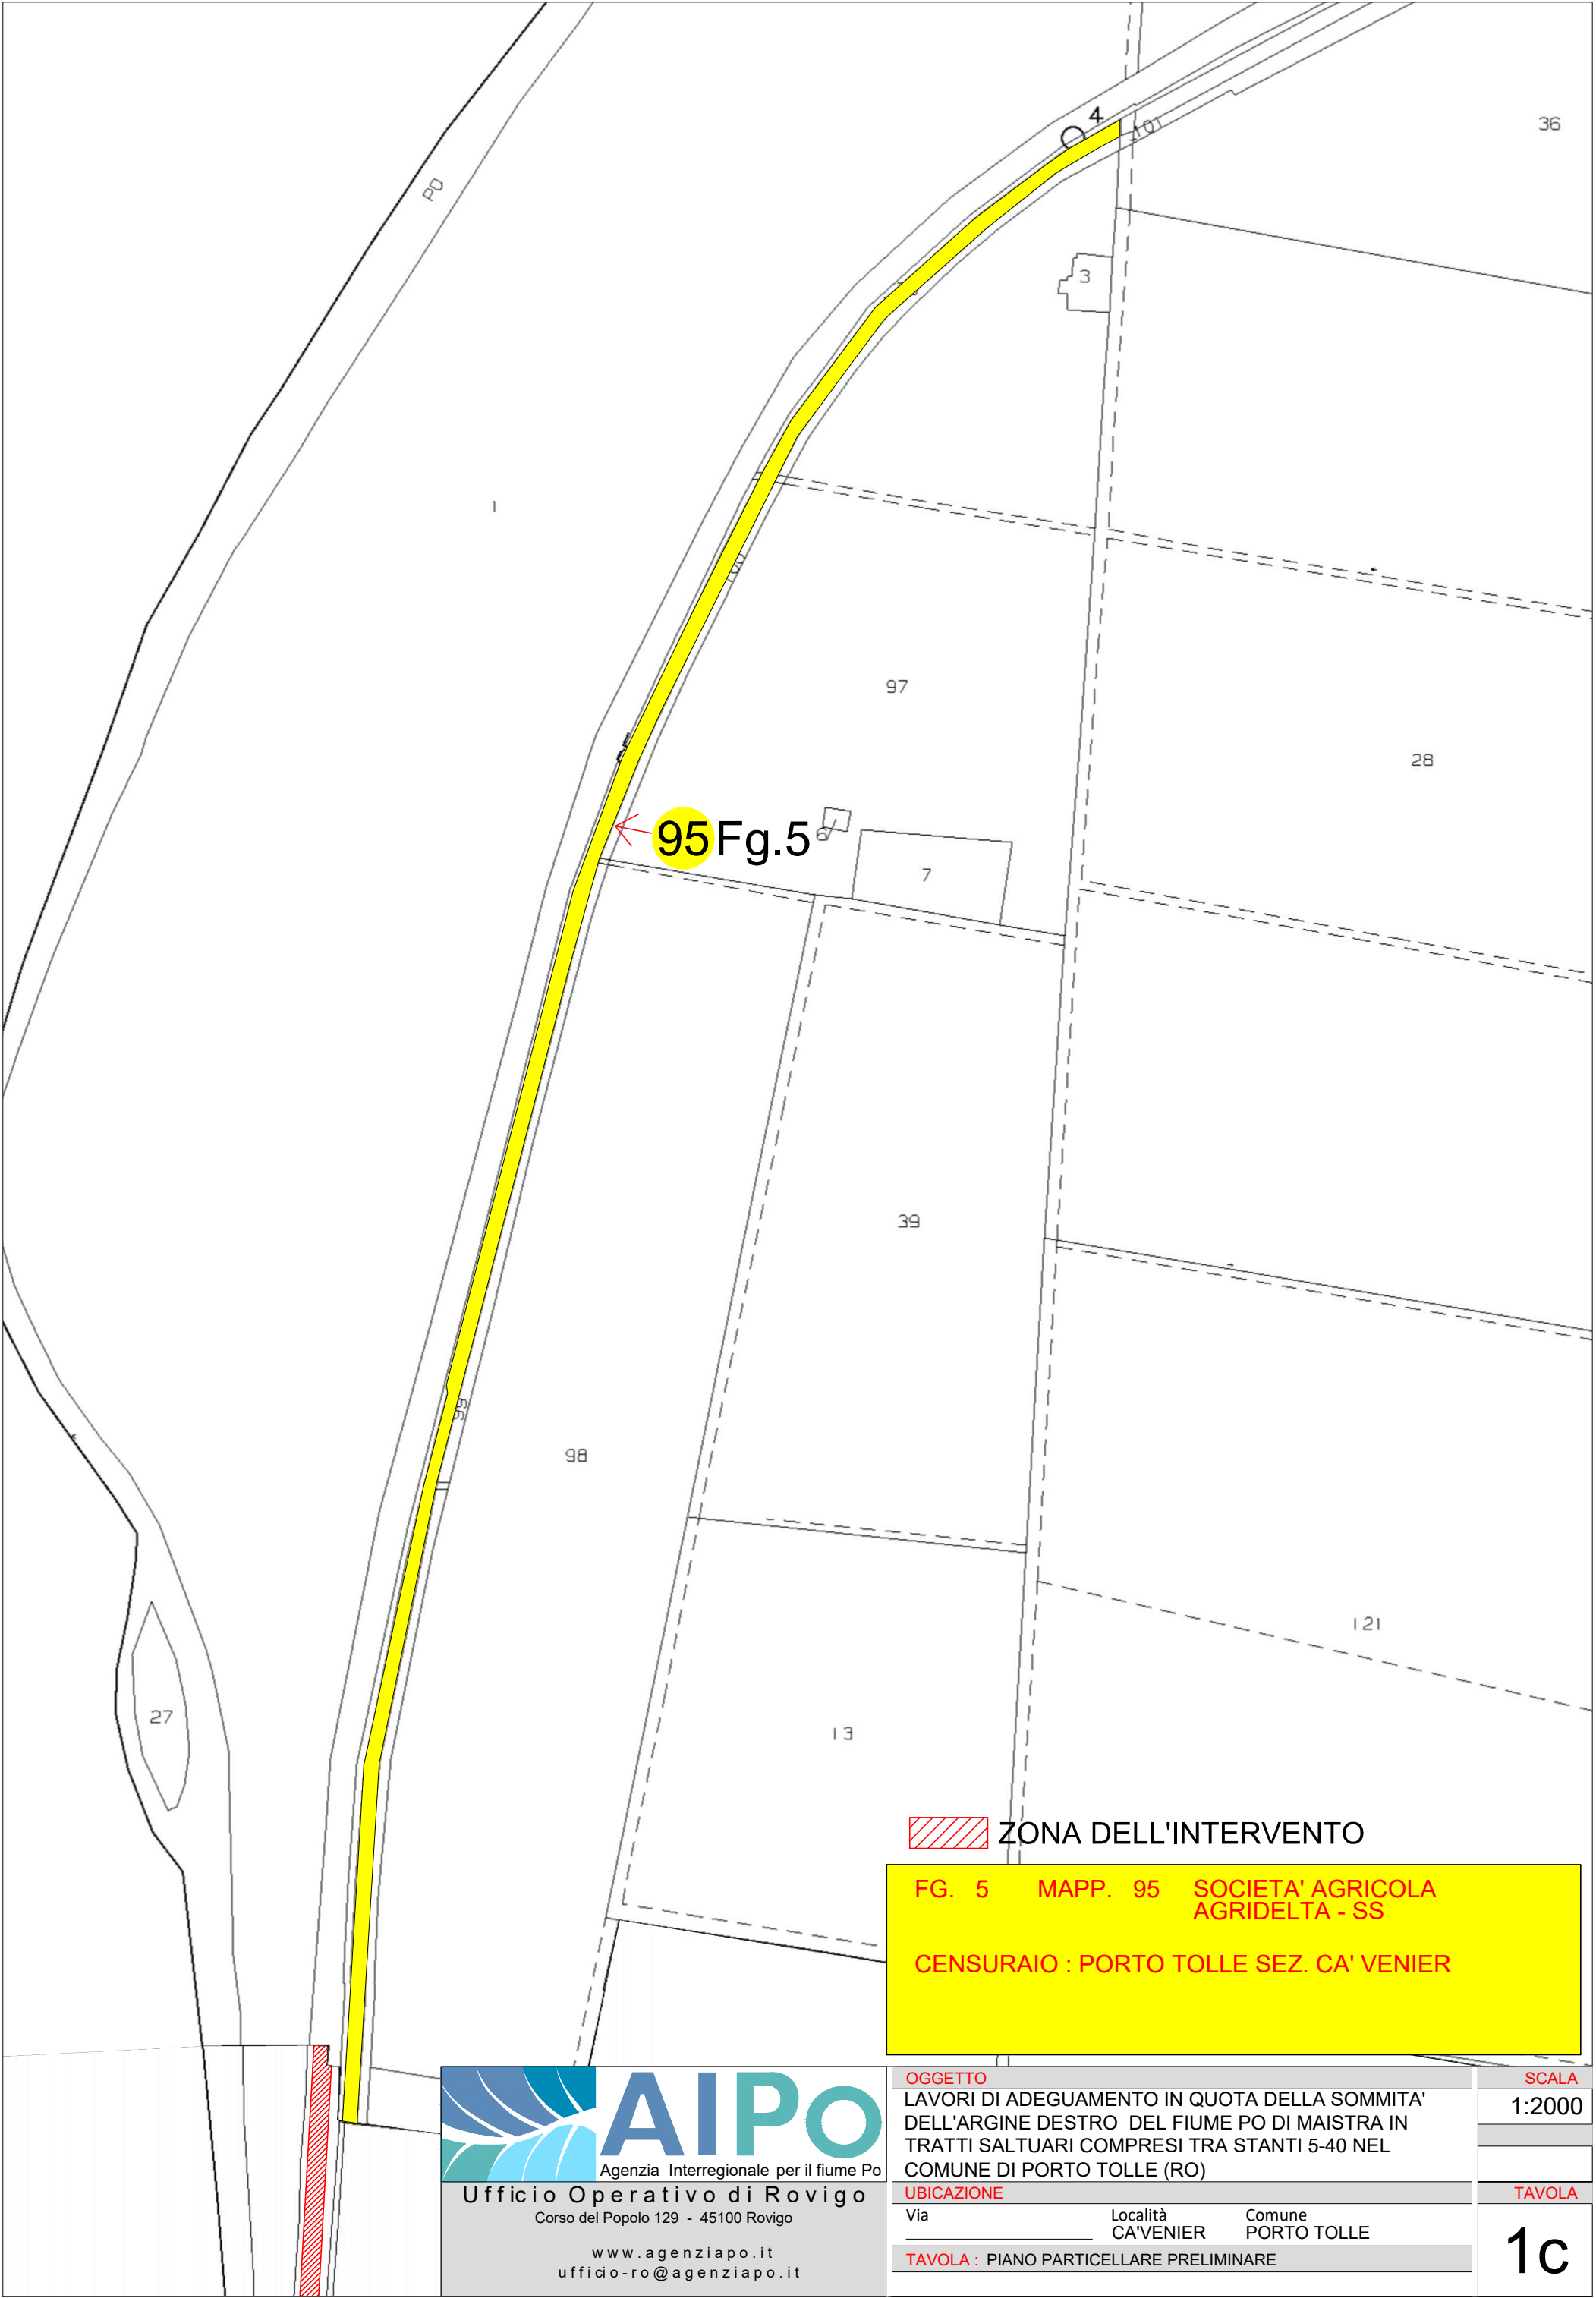 4
101
36
PO
3
1
100
97
28
95 Fg.5
6
7
39
99
98
121
27
13
ZONA DELL'INTERVENTO
FG. 5 MAPP. 95 SOCIETA' AGRICOLA
AGRIDELTA - SS
CENSURAIO : PORTO TOLLE SEZ. CA' VENIER
AIPo
Agenzia Interregionale per il fiume Po
Ufficio Operativo di Rovigo
Corso del Popolo 129 - 45100 Rovigo
www.agenziapo.it
ufficio-ro@agenziapo.it
OGGETTO
LAVORI DI ADEGUAMENTO IN QUOTA DELLA SOMMITA'
DELL'ARGINE DESTRO DEL FIUME PO DI MAISTRA IN
TRATTI SALTUARI COMPRESI TRA STANTI 5-40 NEL
COMUNE DI PORTO TOLLE (RO)
SCALA
1:2000
UBICAZIONE
Via Località Comune
CA'VENIER PORTO TOLLE
TAVOLA : PIANO PARTICELLARE PRELIMINARE
TAVOLA
1c